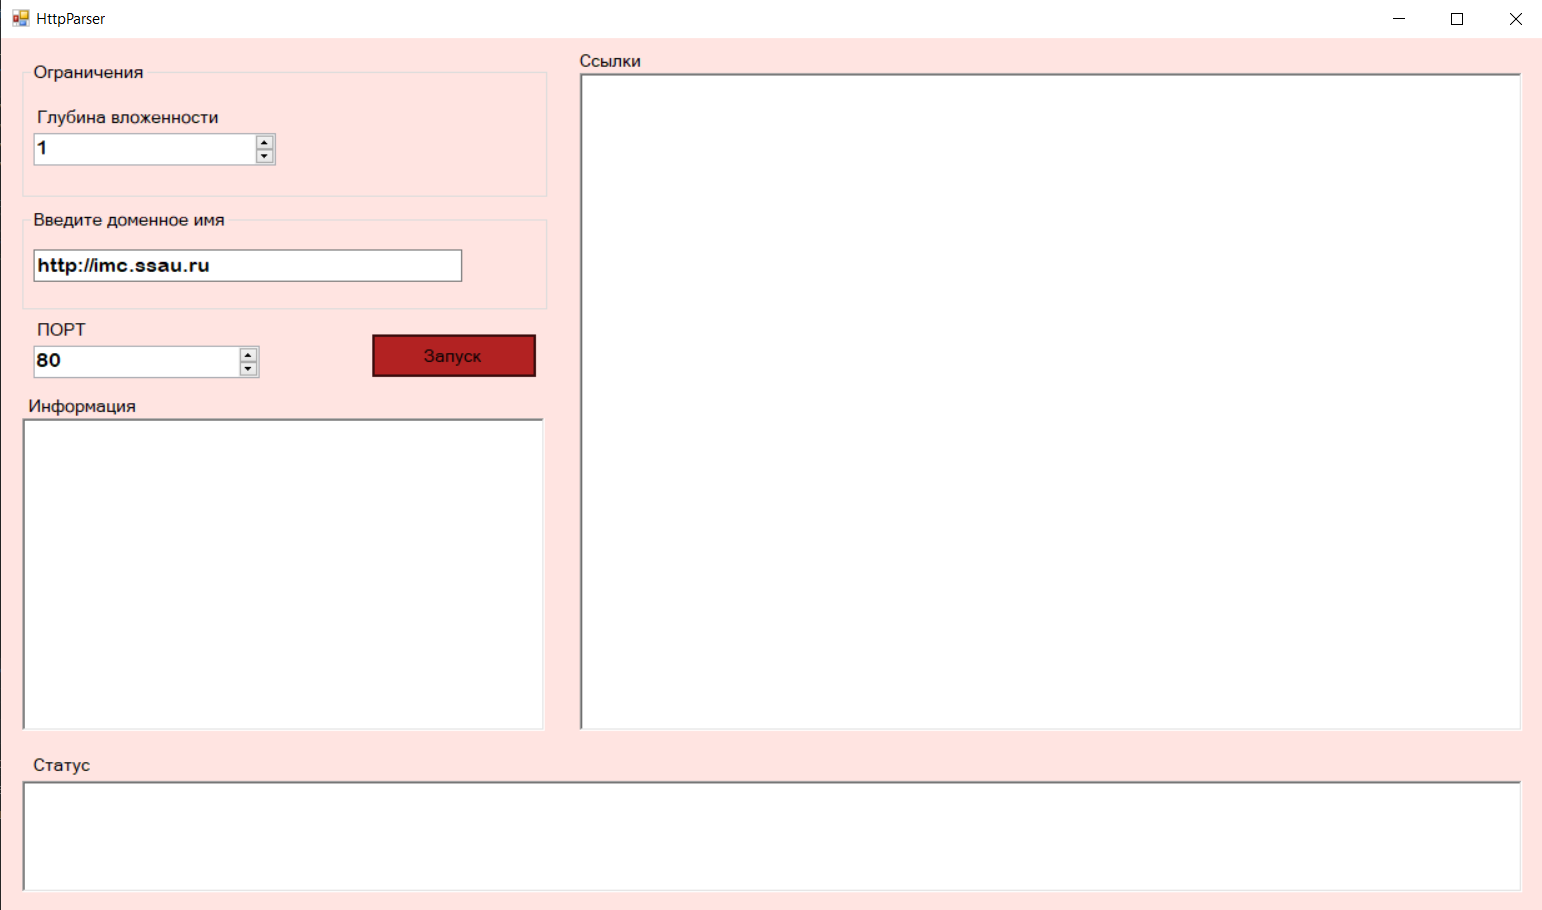 HttpParser
Ограничения
Глубина вложенности
1
Введите доменное имя
http://imc.ssau.ru
ПОРТ
80
Запуск
Информация
Ссылки
Статус